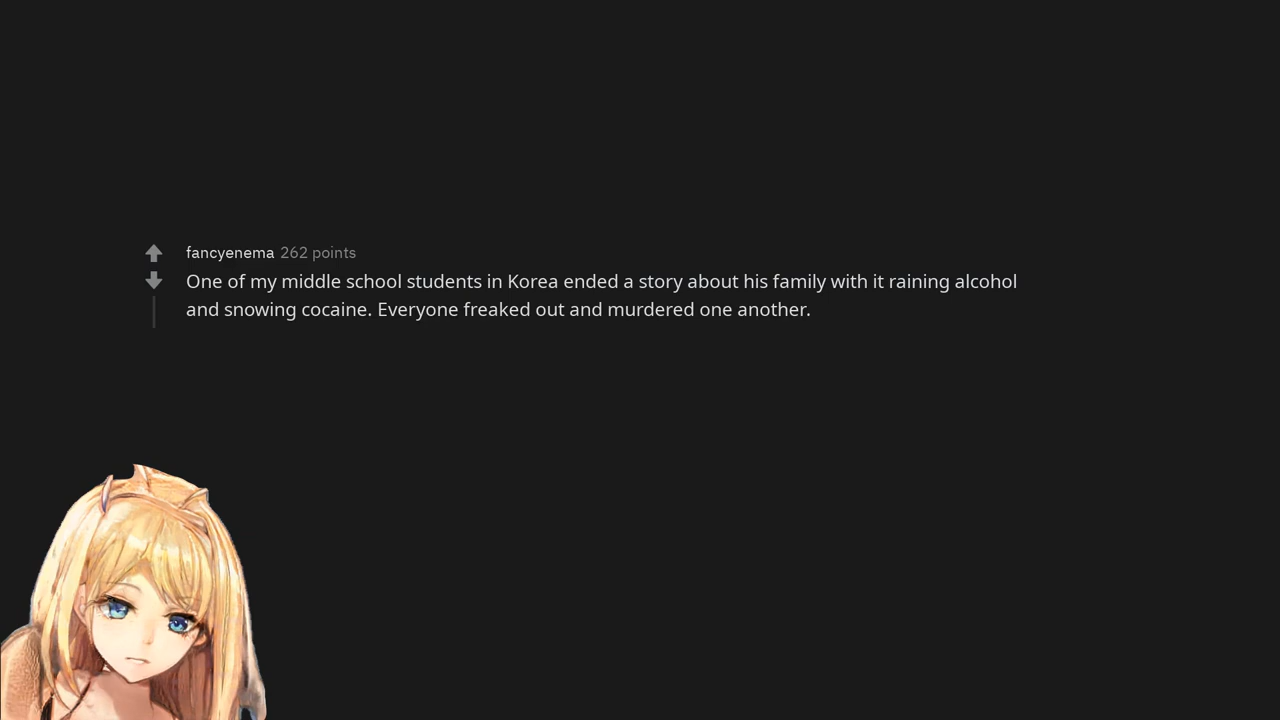 fancyenema 262 points
One of my middle school students in Korea ended a story about his family with it raining alcohol
and snowing cocaine. Everyone freaked out and murdered one another.